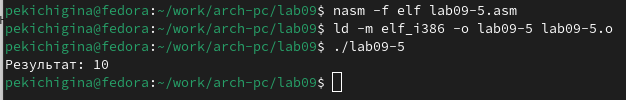 pekichigina@fedora:~/work/arch-pc/lab09$ nasm -f elf lab09-5.asm
pekichigina@fedora:~/work/arch-pc/lab09$ ld -m elf_i386 -o lab09-5 lab09-5.o
pekichigina@fedora:~/work/arch-pc/lab09$ ./lab09-5
Результат: 10
pekichigina@fedora:~/work/arch-pc/lab09$